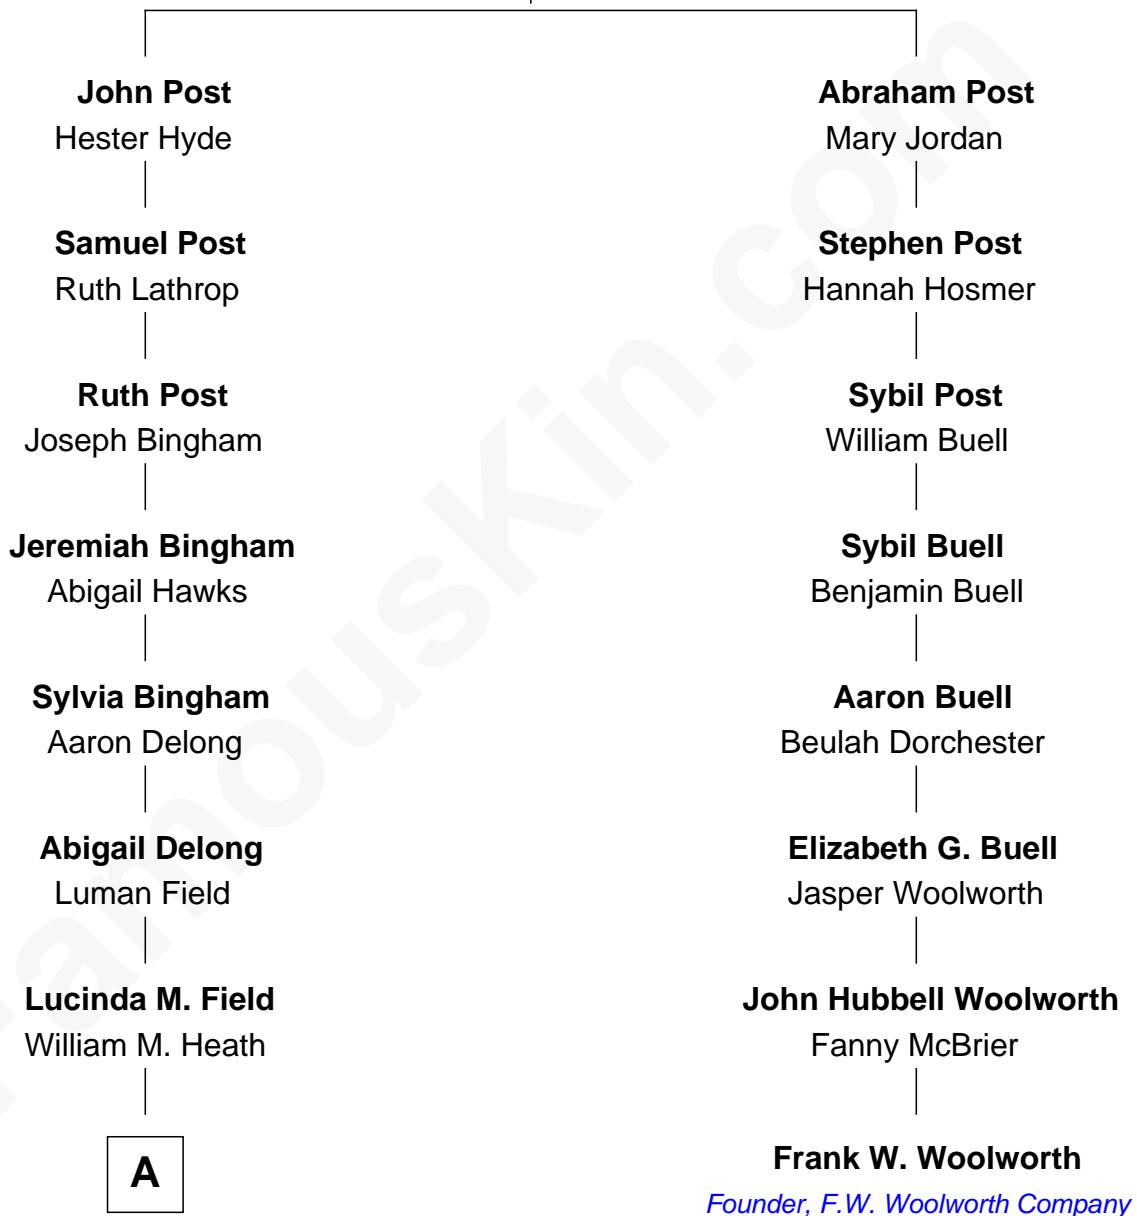 John Post
Hester Hyde
Abraham Post
Mary Jordan
Samuel Post
Ruth Lathrop
Stephen Post
Hannah Hosmer
Ruth Post
Joseph Bingham
Sybil Post
William Buell
Jeremiah Bingham
Abigail Hawks
Sybil Buell
Benjamin Buell
Sylvia Bingham
Aaron Delong
Aaron Buell
Beulah Dorchester
Abigail Delong
Luman Field
Elizabeth G. Buell
Jasper Woolworth
Lucinda M. Field
William M. Heath
John Hubbell Woolworth
Fanny McBrier
A
Frank W. Woolworth
Founder, F.W. Woolworth Company
FamousKin.com